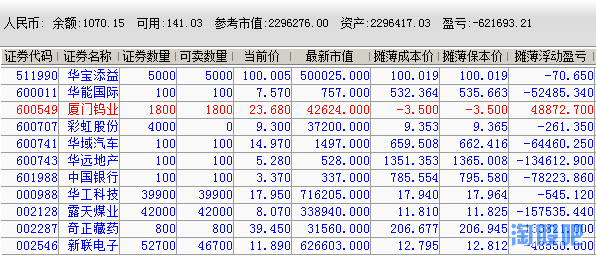 人民币: 余额:1070.15 可用:141.03 参考市值:2296276.00 资产:2296417.03 盈亏:-621693.21
证券代码 证券名称 证券数量 可卖数量 当前价 最新市值 摊薄成本价 摊薄保本价 摊薄浮动盈亏
511990 华宝添益 5000 5000 100.005 500025.000 100.019 100.019 -70.650
600011 华能国际 100 100 7.570 757.000 532.364 535.663 -52485.340
600549 厦门钨业 1800 1800 23.680 42624.000 -3.500 -3.500 48872.700
600707 彩虹股份 4000 0 9.300 37200.000 9.353 9.365 -261.350
600741 华域汽车 100 100 14.970 1497.000 659.508 662.416 -64460.250
600743 华远地产 100 100 5.280 528.000 1351.353 1365.008 -134612.900
601988 中国银行 100 100 3.370 337.000 785.554 795.580 -78223.860
000988 华工科技 39900 39900 17.950 716205.000 17.940 17.964 -545.120
002128 露天煤业 42000 42000 8.070 338940.000 11.810 11.825 -157535.440
002287 奇正藏药 800 800 39.450 31560.000 206.677 206.945 -133821.700
002546 新联电子 52700 46700 11.890 626603.000 12.795 12.812 -48350.000
淘股吧